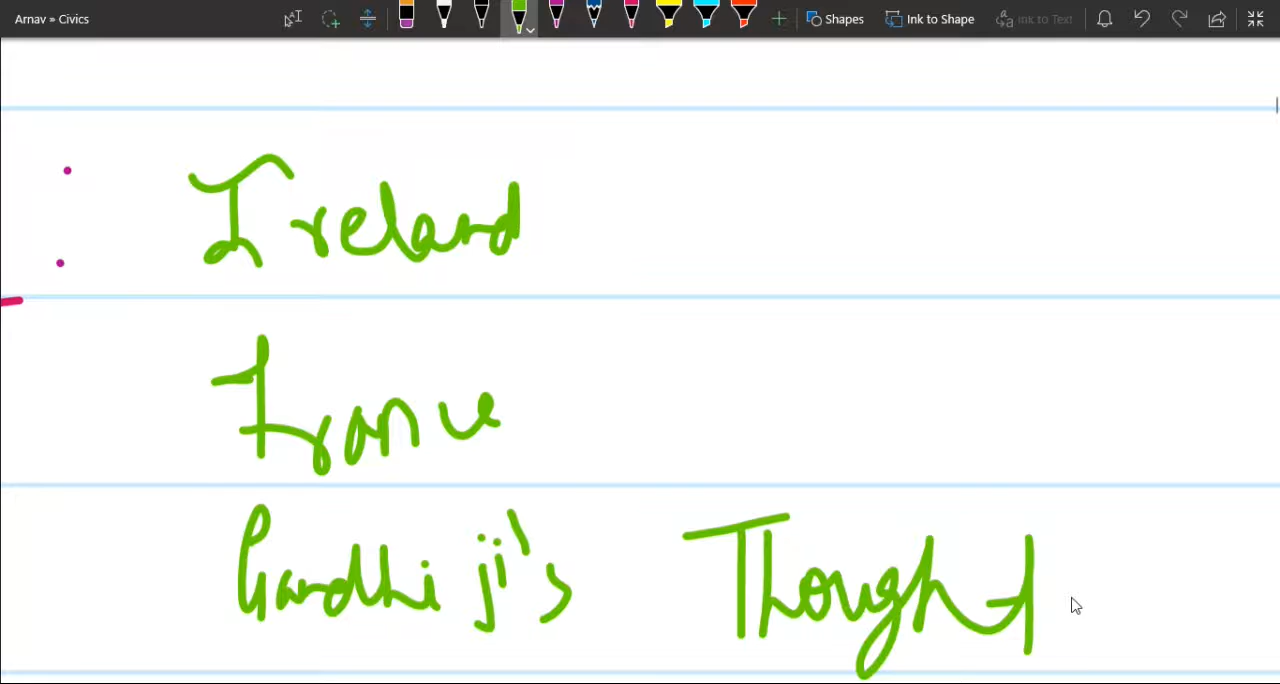 Arnav » Civics
Shapes
Ink to Shape
Ink to Text
Ireland
France
Gandhi ji's Thought